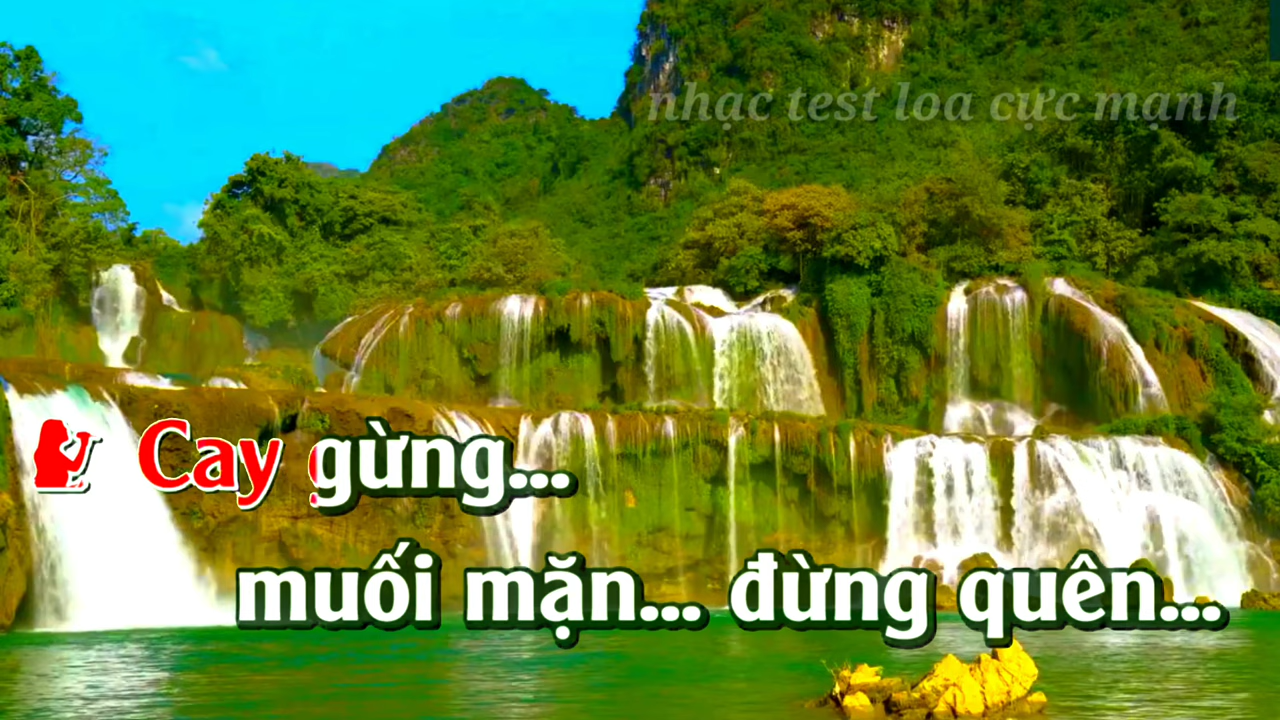 nhạc test loa cực mạnh
Cay gừng...
muối mặn... đừng quên...